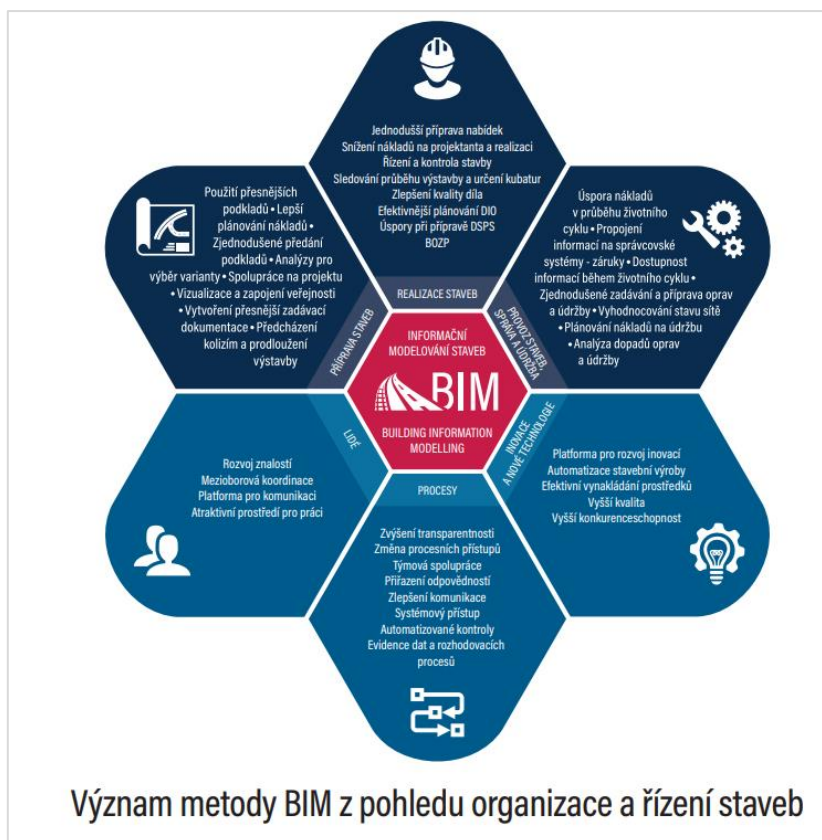 Jednodušší příprava nabídek
Snížení nákladů na projektanta a realizaci
Řízení a kontrola stavby
Sledování průběhu výstavby a určení kubatur
Zlepšení kvality díla
Efektivnější plánování DIO
Úspory při přípravě DSPS
BOZP
REALIZACE STAVEB
Použití přesnějších
podkladů • Lepší
plánování nákladů •
Zjednodušené předání
podkladů • Analýzy pro
výběr varianty • Spolupráce na projektu
• Vizualizace a zapojení veřejnosti
• Vytvoření přesnější zadávací
dokumentace • Předcházení
kolizím a prodloužení
výstavby
PŘÍPRAVA STAVEB
Úspora nákladů
v průběhu životního
cyklu • Propojení
informací na správcovské
systémy - záruky • Dostupnost
informací během životního cyklu •
Zjednodušené zadávání a příprava oprav
a údržby • Vyhodnocování stavu sítě
• Plánování nákladů na údržbu
• Analýza dopadů oprav
a údržby
PROVOZ STAVEB,
SPRÁVA A ÚDRŽBA
INFORMAČNÍ
MODELOVÁNÍ STAVEB
BIM
BUILDING INFORMATION
MODELLING
LIDÉ
Rozvoj znalostí
Mezioborová koordinace
Platforma pro komunikaci
Atraktivní prostředí pro práci
INOVACE
A NOVÉ TECHNOLOGIE
Platforma pro rozvoj inovací
Automatizace stavební výroby
Efektivní vynakládání prostředků
Vyšší kvalita
Vyšší konkurenceschopnost
PROCESY
Zvýšení transparentnosti
Změna procesních přístupů
Týmová spolupráce
Přiřazení odpovědností
Zlepšení komunikace
Systémový přístup
Automatizované kontroly
Evidence dat a rozhodovacích
procesů
Význam metody BIM z pohledu organizace a řízení staveb